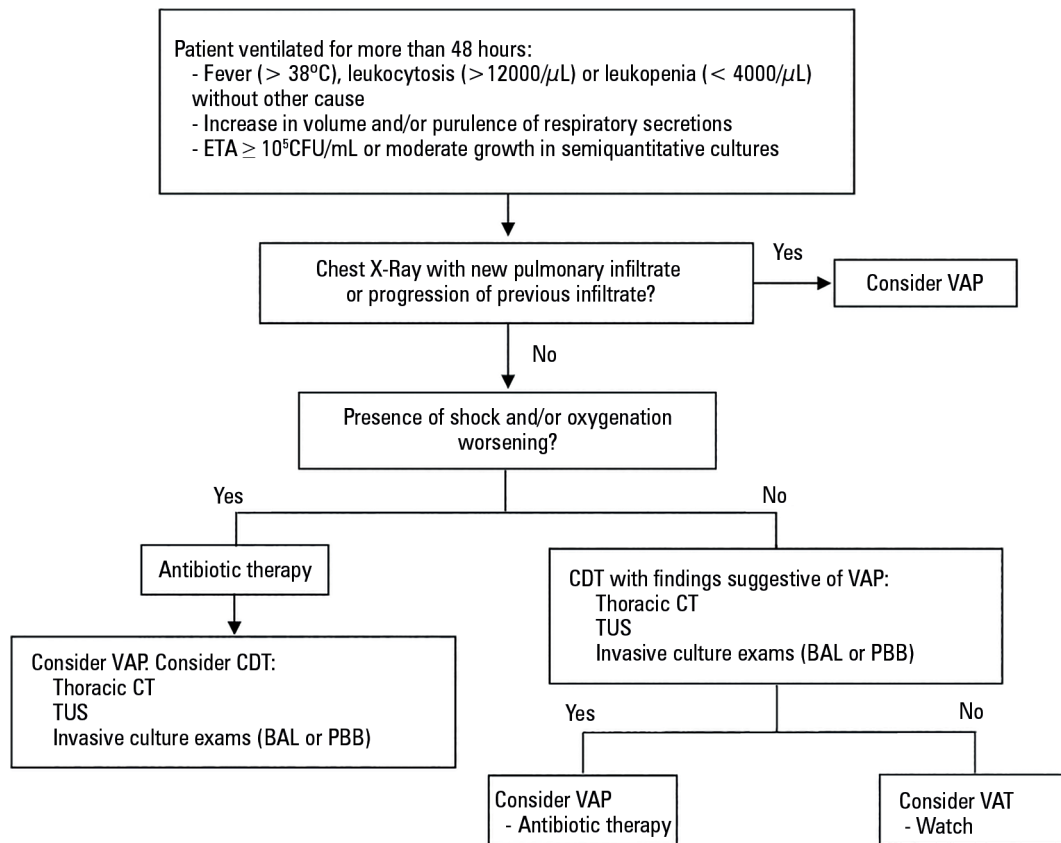 Patient ventilated for more than 48 hours:
- Fever (> 38ºC), leukocytosis (>12000/µL) or leukopenia (< 4000/µL)
without other cause
- Increase in volume and/or purulence of respiratory secretions
- ETA ≥ 10⁵CFU/mL or moderate growth in semiquantitative cultures
Chest X-Ray with new pulmonary infiltrate
or progression of previous infiltrate?
Yes
Consider VAP
No
Presence of shock and/or oxygenation
worsening?
Yes
No
Antibiotic therapy
Consider VAP. Consider CDT:
Thoracic CT
TUS
Invasive culture exams (BAL or PBB)
CDT with findings suggestive of VAP:
Thoracic CT
TUS
Invasive culture exams (BAL or PBB)
Yes
No
Consider VAP
- Antibiotic therapy
Consider VAT
- Watch